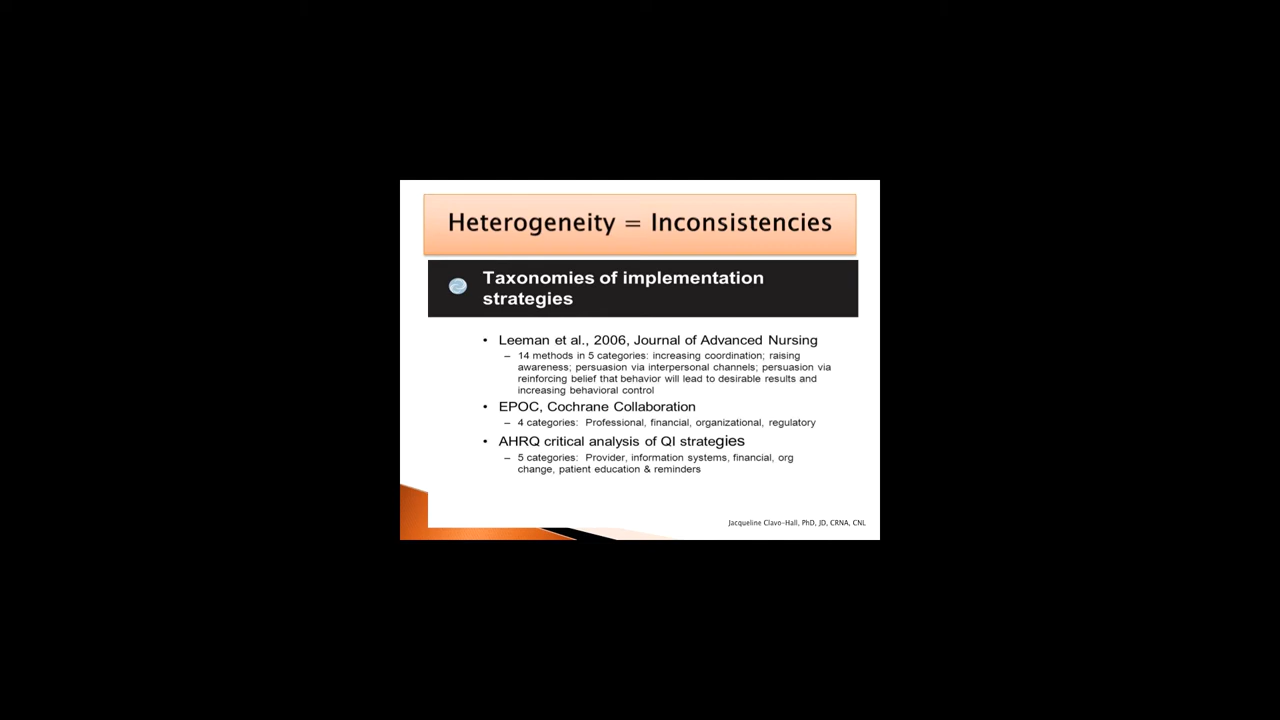 Heterogeneity = Inconsistencies
Taxonomies of implementation
strategies
• Leeman et al., 2006, Journal of Advanced Nursing
– 14 methods in 5 categories: increasing coordination; raising
awareness; persuasion via interpersonal channels; persuasion via
reinforcing belief that behavior will lead to desirable results and
increasing behavioral control
• EPOC, Cochrane Collaboration
– 4 categories: Professional, financial, organizational, regulatory
• AHRQ critical analysis of QI strategies
– 5 categories: Provider, information systems, financial, org
change, patient education & reminders
Jacqueline Clavo-Hall, PhD, JD, CRNA, CNL